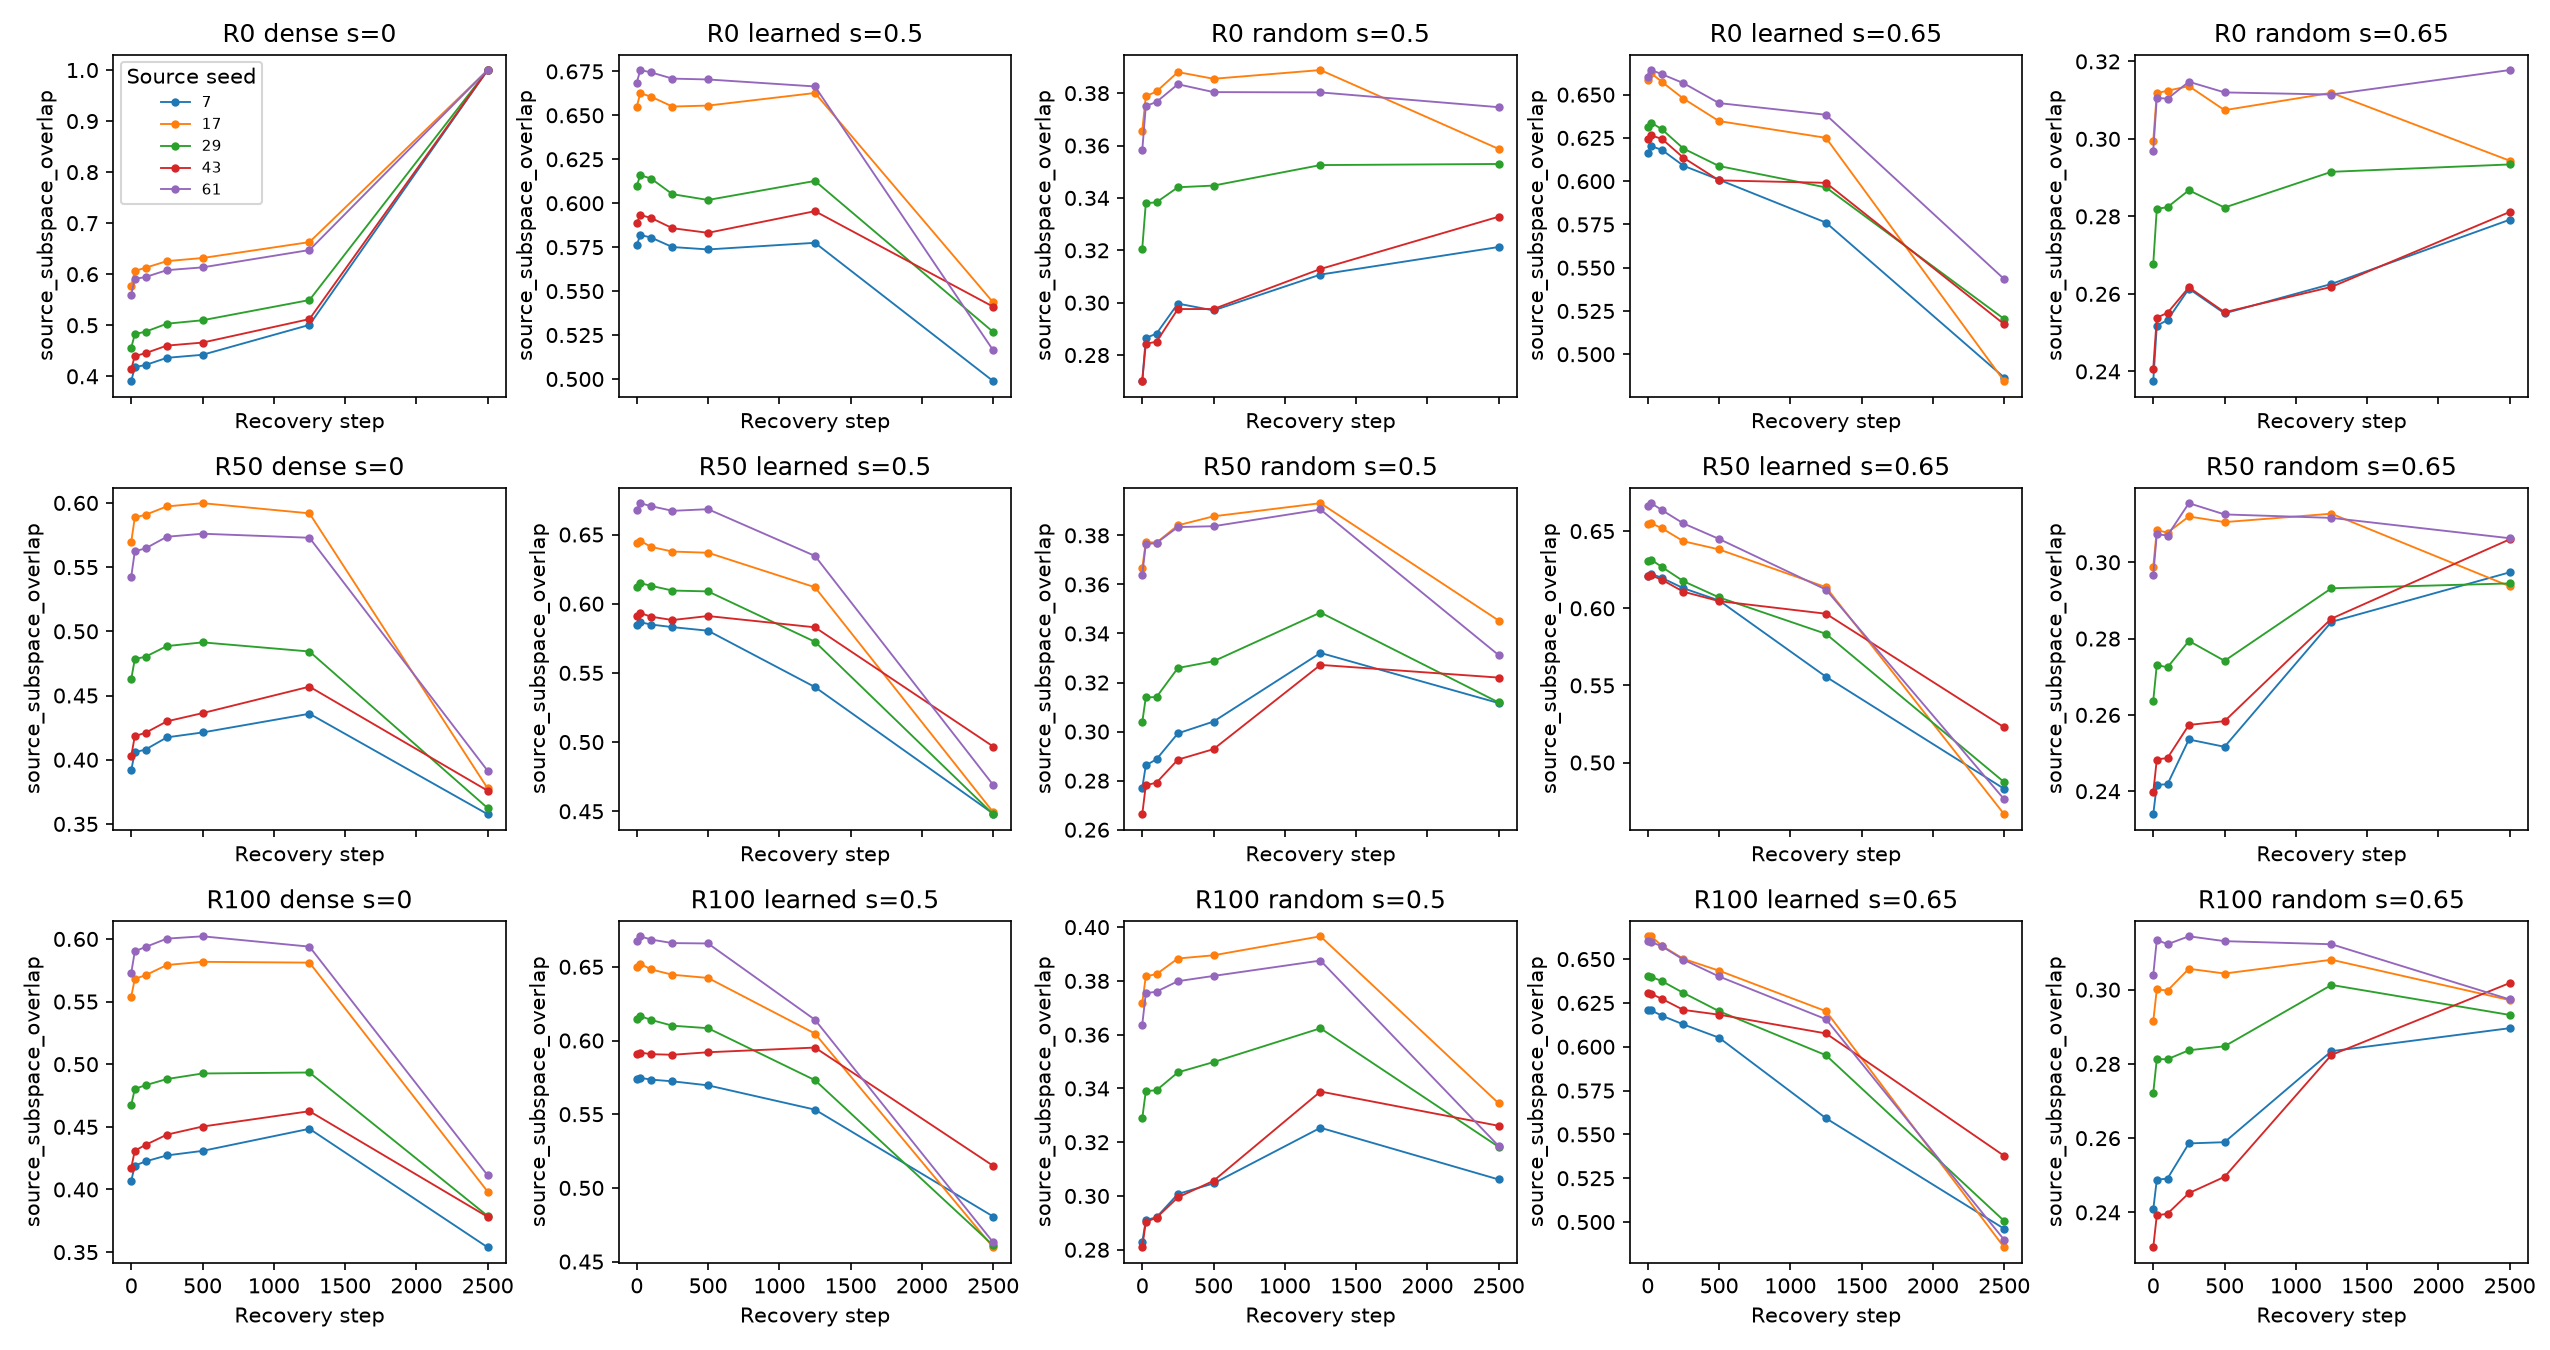 R0 dense s=0
source_subspace_overlap
1.0
0.9
0.8
0.7
0.6
0.5
0.4
Source seed
7
17
29
43
61
Recovery step
R0 learned s=0.5
source_subspace_overlap
0.675
0.650
0.625
0.600
0.575
0.550
0.525
0.500
Recovery step
R0 random s=0.5
source_subspace_overlap
0.38
0.36
0.34
0.32
0.30
0.28
Recovery step
R0 learned s=0.65
source_subspace_overlap
0.650
0.625
0.600
0.575
0.550
0.525
0.500
Recovery step
R0 random s=0.65
source_subspace_overlap
0.32
0.30
0.28
0.26
0.24
Recovery step
R50 dense s=0
source_subspace_overlap
0.60
0.55
0.50
0.45
0.40
0.35
Recovery step
R50 learned s=0.5
source_subspace_overlap
0.65
0.60
0.55
0.50
0.45
Recovery step
R50 random s=0.5
source_subspace_overlap
0.38
0.36
0.34
0.32
0.30
0.28
0.26
Recovery step
R50 learned s=0.65
source_subspace_overlap
0.65
0.60
0.55
0.50
Recovery step
R50 random s=0.65
source_subspace_overlap
0.30
0.28
0.26
0.24
Recovery step
R100 dense s=0
source_subspace_overlap
0.60
0.55
0.50
0.45
0.40
0.35
0 500 1000 1500 2000 2500
Recovery step
R100 learned s=0.5
source_subspace_overlap
0.65
0.60
0.55
0.50
0.45
0 500 1000 1500 2000 2500
Recovery step
R100 random s=0.5
source_subspace_overlap
0.40
0.38
0.36
0.34
0.32
0.30
0.28
0 500 1000 1500 2000 2500
Recovery step
R100 learned s=0.65
source_subspace_overlap
0.650
0.625
0.600
0.575
0.550
0.525
0.500
0 500 1000 1500 2000 2500
Recovery step
R100 random s=0.65
source_subspace_overlap
0.30
0.28
0.26
0.24
0 500 1000 1500 2000 2500
Recovery step